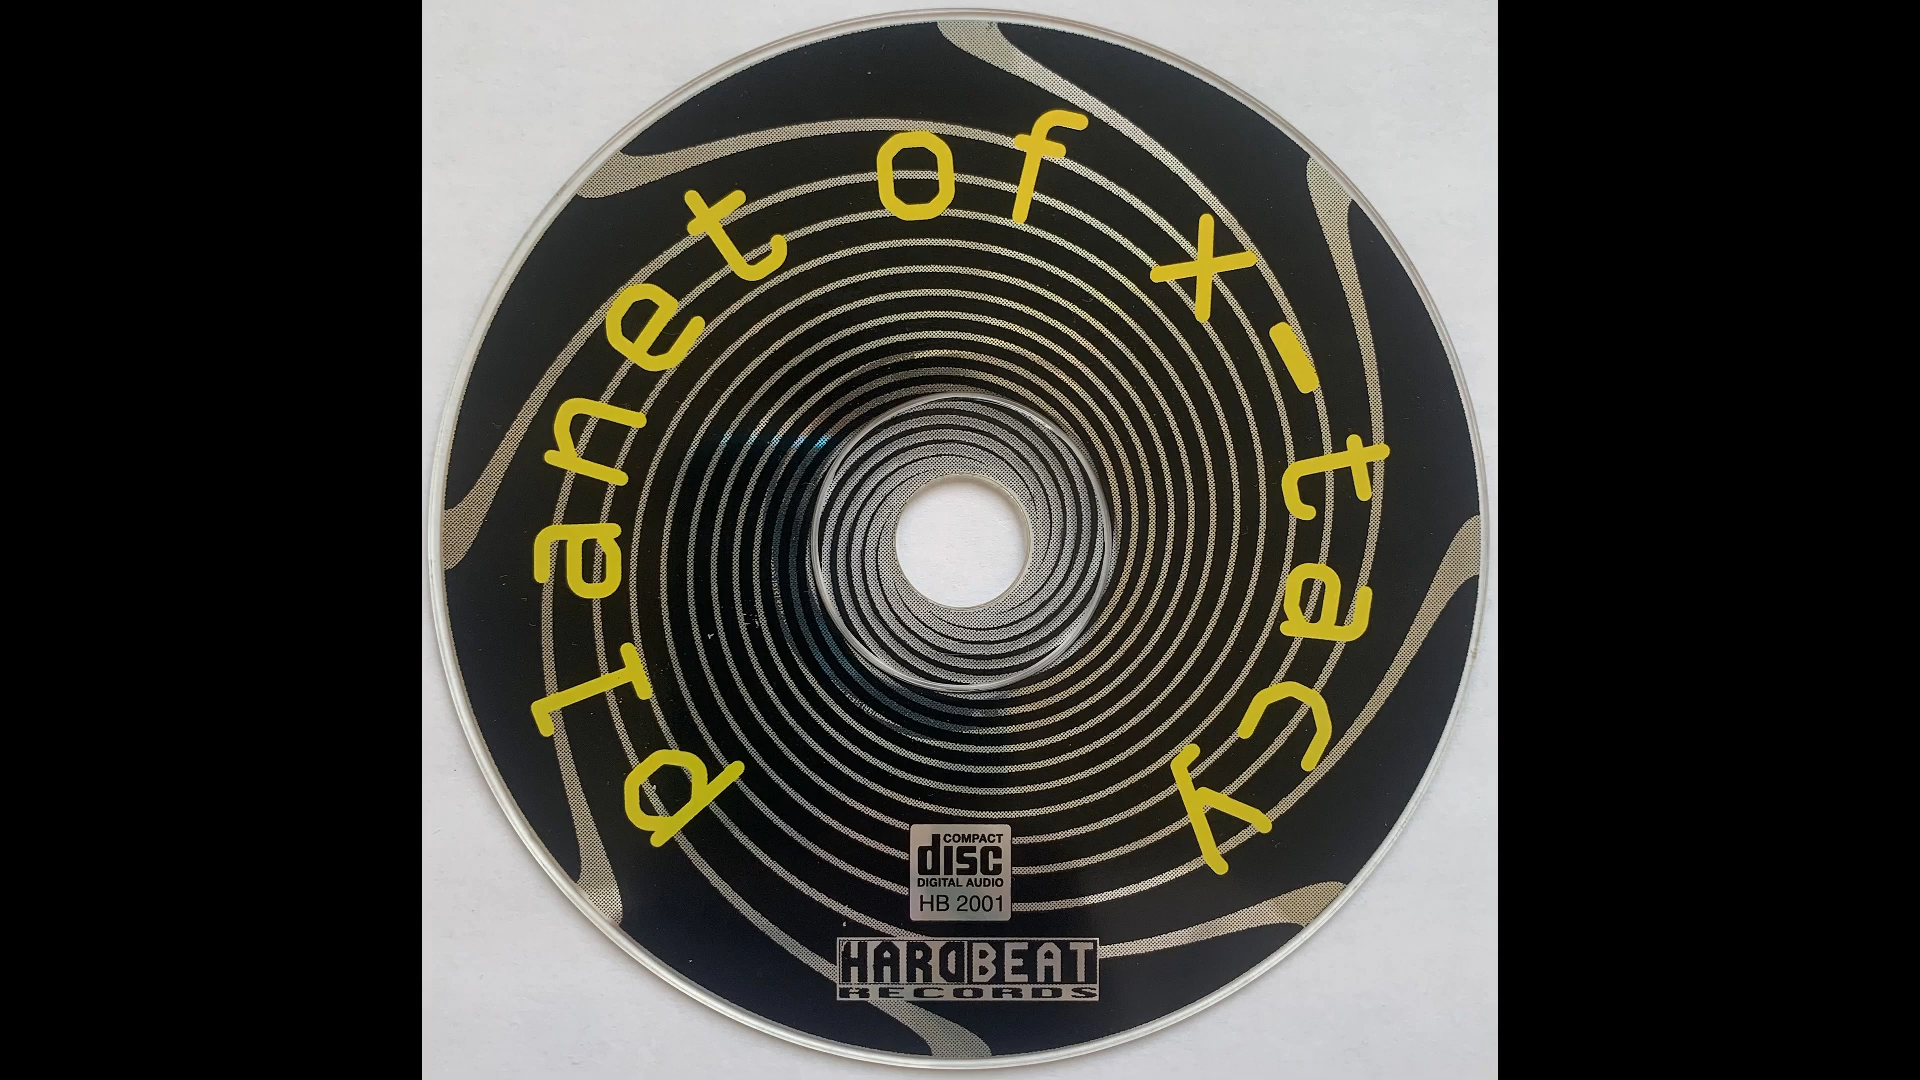 planet of x-tacy
COMPACT
disc
DIGITAL AUDIO
HB 2001
HARDBEAT
RECORDS